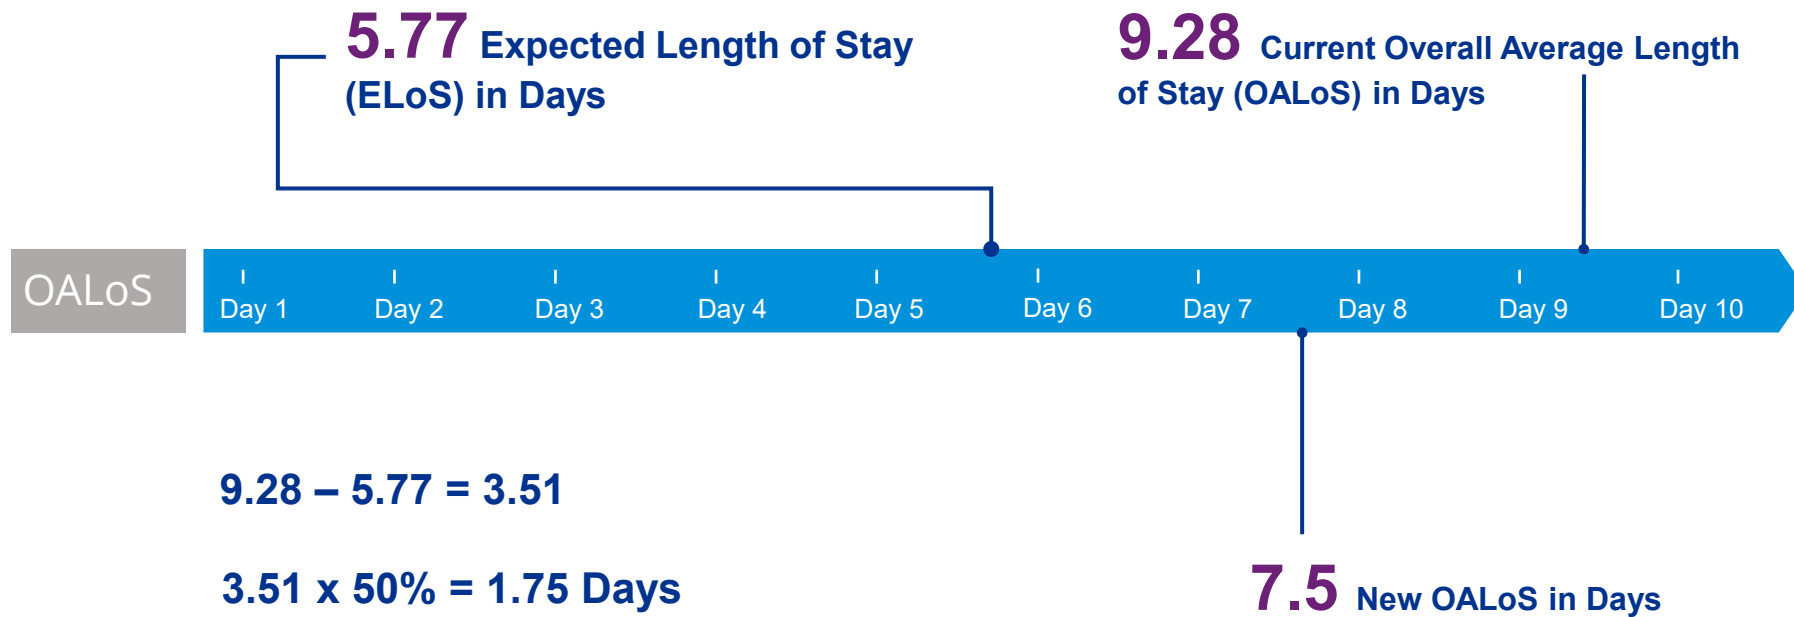 5.77 Expected Length of Stay
(ELoS) in Days
9.28 Current Overall Average Length
of Stay (OALoS) in Days
OALoS
Day 1 Day 2 Day 3 Day 4 Day 5 Day 6 Day 7 Day 8 Day 9 Day 10
9.28 – 5.77 = 3.51
3.51 x 50% = 1.75 Days
7.5 New OALoS in Days